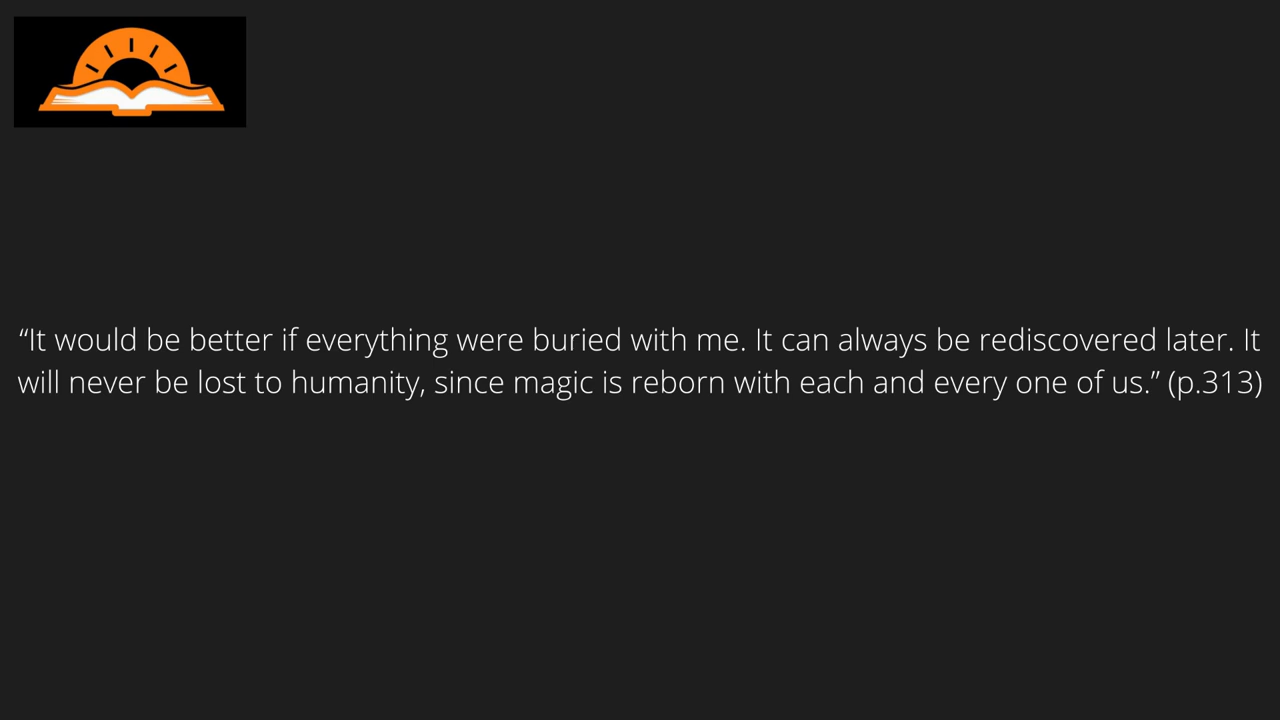 “It would be better if everything were buried with me. It can always be rediscovered later. It
will never be lost to humanity, since magic is reborn with each and every one of us.” (p.313)